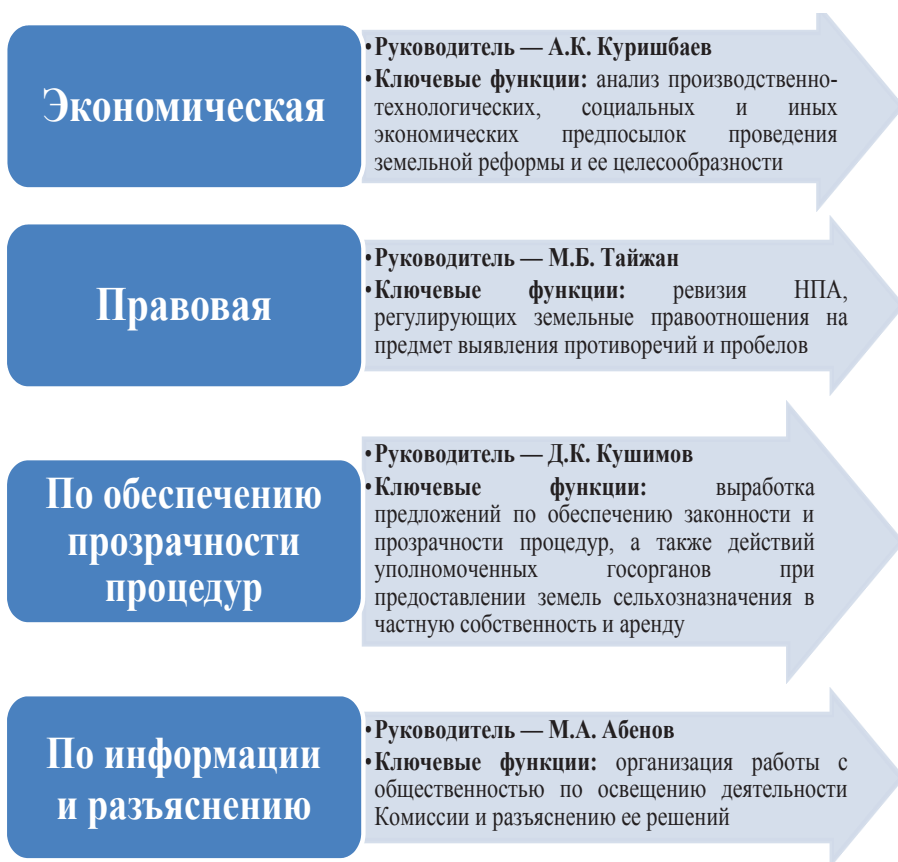 Экономическая
•Руководитель — А.К. Куришбаев
•Ключевые функции: анализ производственно-
технологических, социальных и иных
экономических предпосылок проведения
земельной реформы и ее целесообразности
Правовая
•Руководитель — М.Б. Тайжан
•Ключевые функции: ревизия НПА,
регулирующих земельные правоотношения на
предмет выявления противоречий и пробелов
По обеспечению
прозрачности
процедур
•Руководитель — Д.К. Кушимов
•Ключевые функции: выработка
предложений по обеспечению законности и
прозрачности процедур, а также действий
уполномоченных госорганов при
предоставлении земель сельхозназначения в
частную собственность и аренду
По информации
и разъяснению
•Руководитель — М.А. Абенов
•Ключевые функции: организация работы с
общественностью по освещению деятельности
Комиссии и разъяснению ее решений